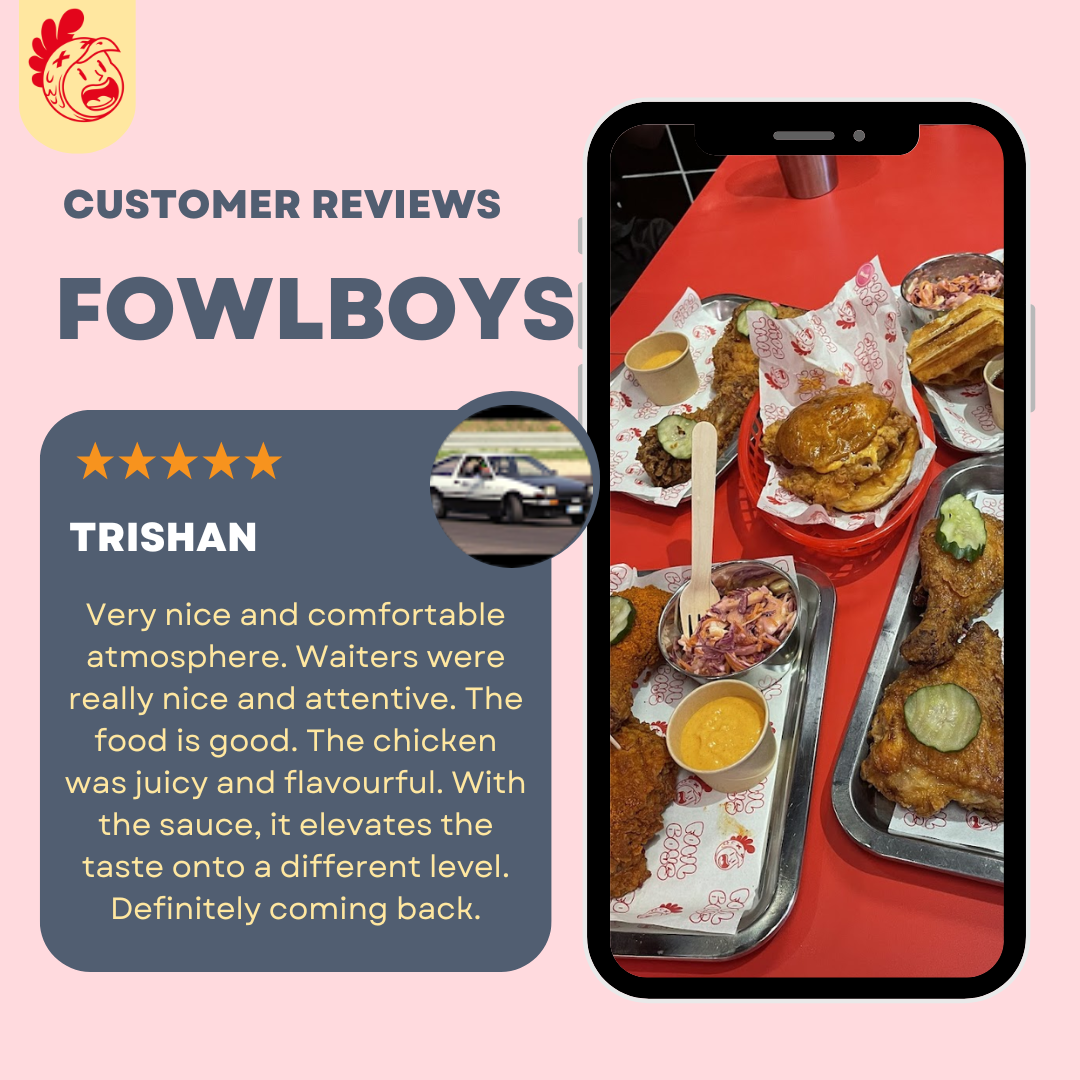 CUSTOMER REVIEWS
FOWLBOYS
TRISHAN
Very nice and comfortable
atmosphere. Waiters were
really nice and attentive. The
food is good. The chicken
was juicy and flavourful. With
the sauce, it elevates the
taste onto a different level.
Definitely coming back.